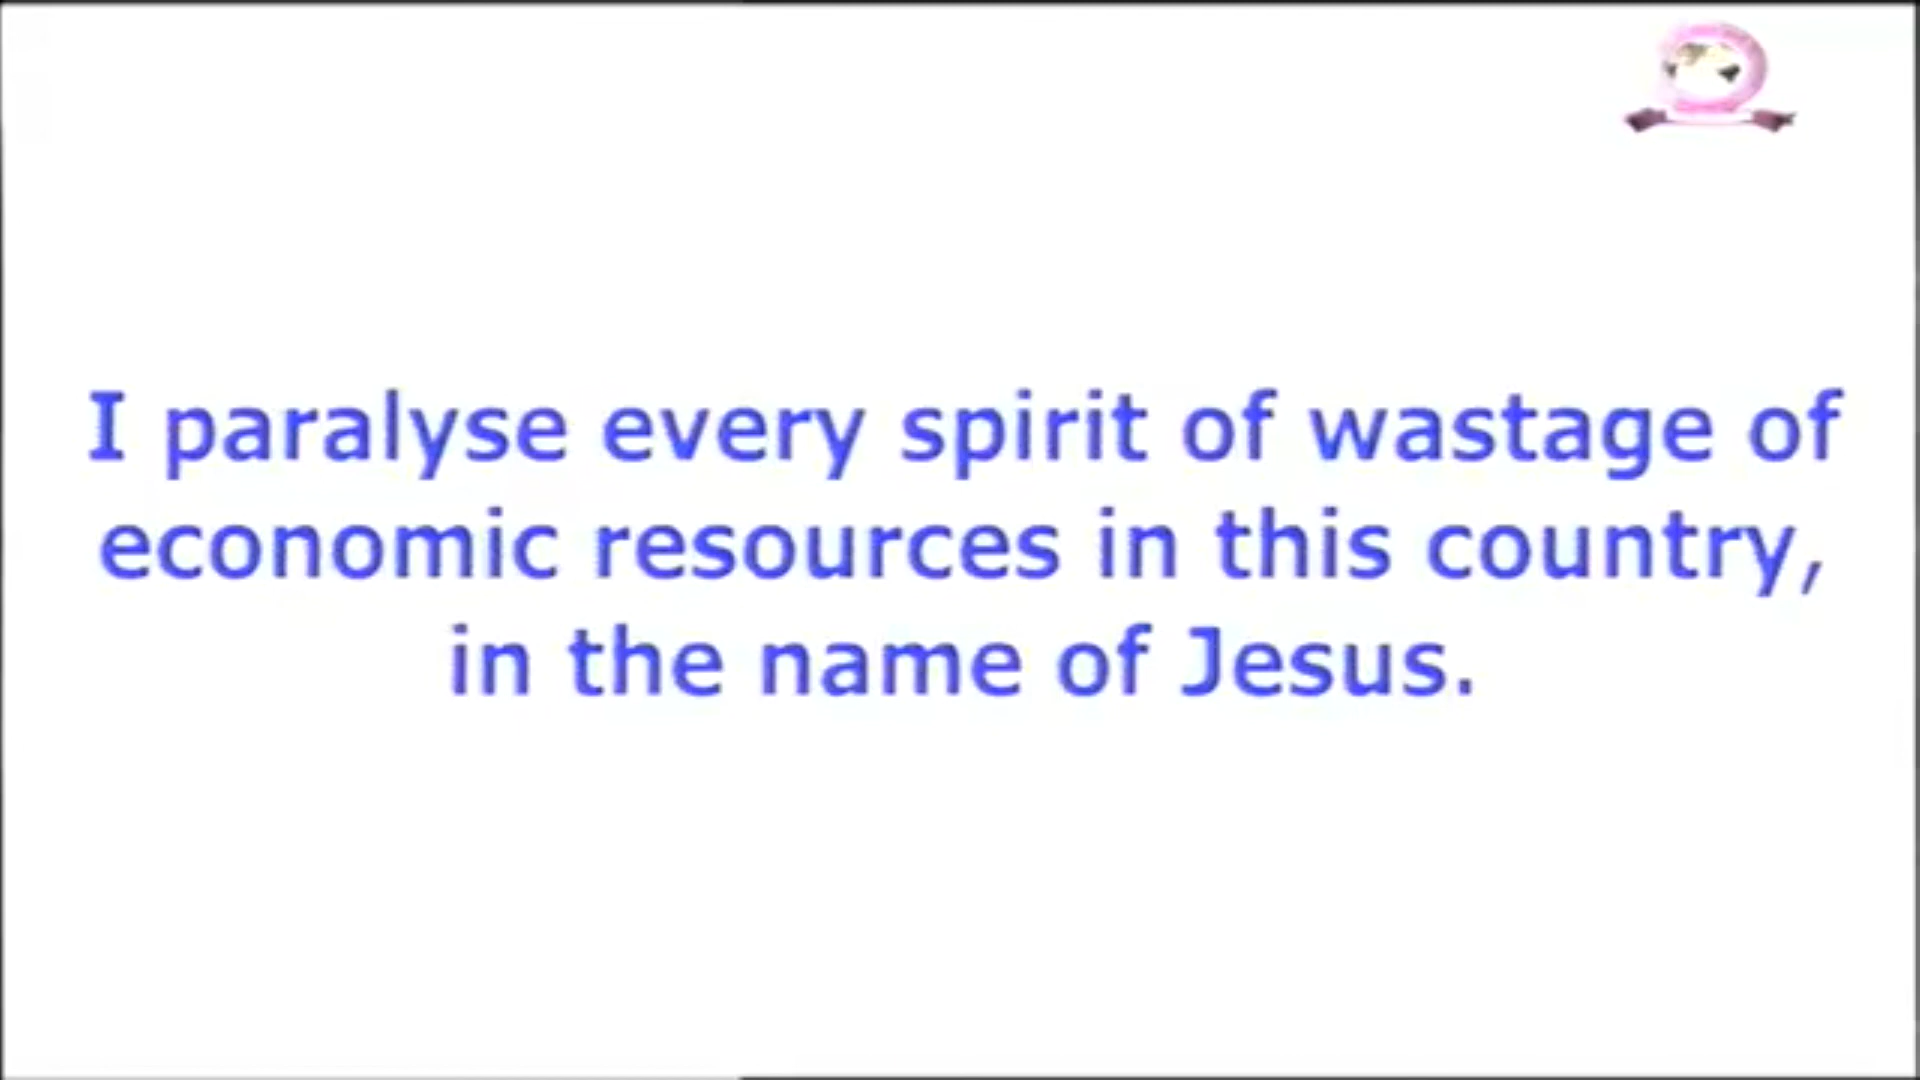 I paralyse every spirit of wastage of
economic resources in this country,
in the name of Jesus.